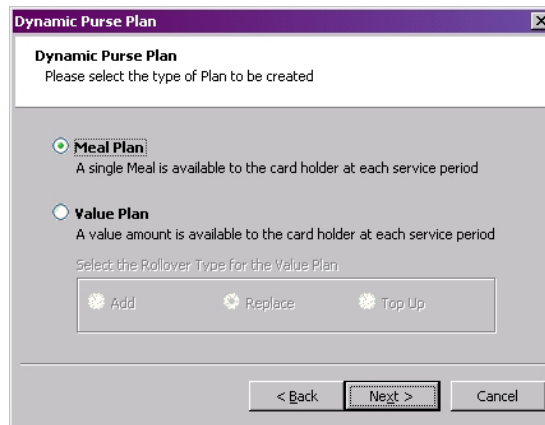 Dynamic Purse Plan
Dynamic Purse Plan
Please select the type of Plan to be created
Meal Plan
A single Meal is available to the card holder at each service period
Value Plan
A value amount is available to the card holder at each service period
Select the Rollover Type for the Value Plan
Add Replace Top Up
< Back Next > Cancel